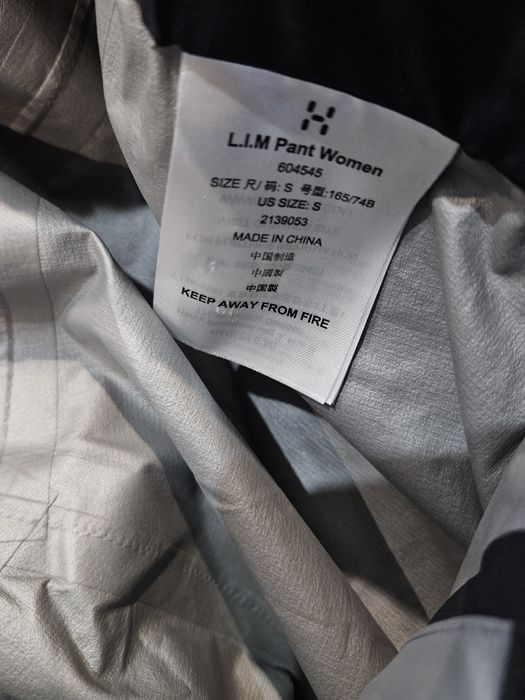 L.I.M Pant Women
604545
SIZE 尺/码: S 号型:165/74B
US SIZE: S
2139053
MADE IN CHINA
中国制造
中國製
中国製
KEEP AWAY FROM FIRE